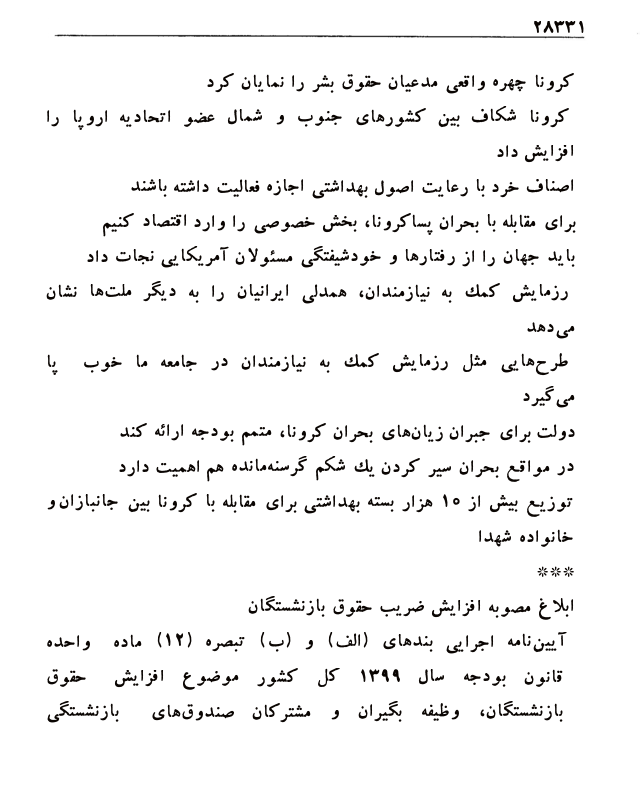 ۲۸۳۳۱
کرونا چهره واقعی مدعیان حقوق بشر را نمایان کرد
کرونا شکاف بین کشورهای جنوب و شمال عضو اتحادیه اروپا را
افزایش داد
اصناف خرد با رعایت اصول بهداشتی اجازه فعالیت داشته باشند
برای مقابله با بحران پساکرونا، بخش خصوصی را وارد اقتصاد کنیم
باید جهان را از رفتارها و خودشیفتگی مسئولان آمریکایی نجات داد
رزمایش کمك به نیازمندان، همدلی ایرانیان را به دیگر ملت‌ها نشان
می‌دهد
طرح‌هایی مثل رزمایش کمك به نیازمندان در جامعه ما خوب پا
می‌گیرد
دولت برای جبران زیان‌های بحران کرونا، متمم بودجه ارائه کند
در مواقع بحران سیر کردن یك شکم گرسنه‌مانده هم اهمیت دارد
توزیع بیش از ۱۵ هزار بسته بهداشتی برای مقابله با کرونا بین جانبازان و
خانواده شهدا
***
ابلاغ مصوبه افزایش ضریب حقوق بازنشستگان
آیین‌نامه اجرایی بندهای (الف) و (ب) تبصره (۱۲) ماده واحده
قانون بودجه سال ۱۳۹۹ کل کشور موضوع افزایش حقوق
بازنشستگان، وظیفه بگیران و مشترکان صندوق‌های بازنشستگی